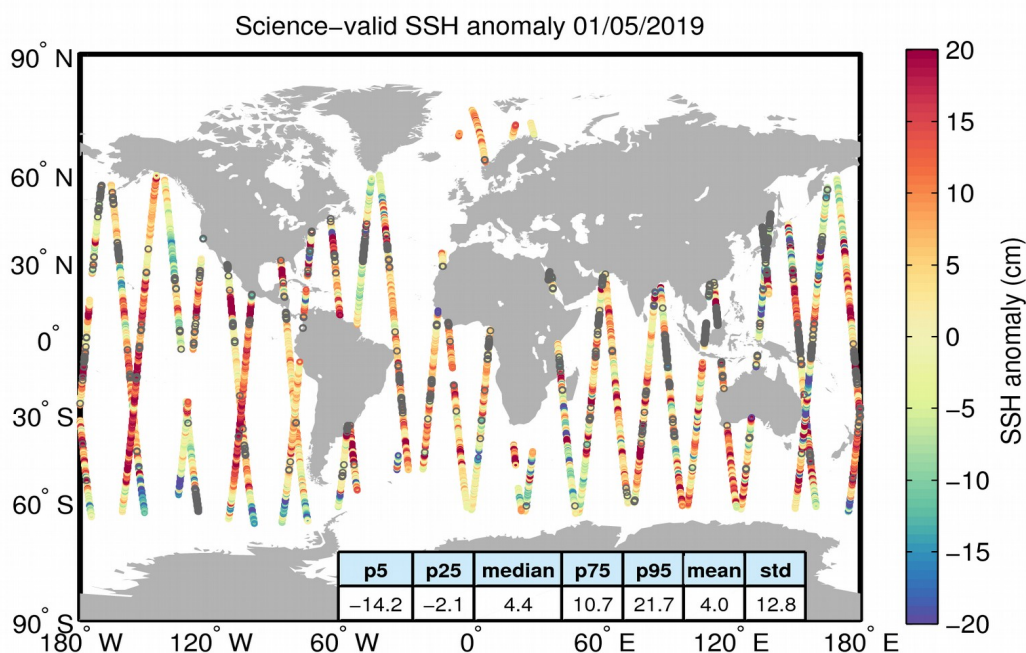 Science−valid SSH anomaly 01/05/2019
90° N
60° N
30° N
0°
30° S
60° S
90° S
180° W
120° W
60° W
0°
60° E
120° E
180° E
p5 p25 median p75 p95 mean std
−14.2 −2.1 4.4 10.7 21.7 4.0 12.8
20
15
10
5
0
−5
−10
−15
−20
SSH anomaly (cm)